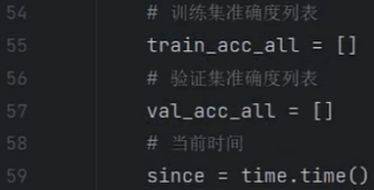 54 # 训练集准确度列表
55 train_acc_all = []
56 # 验证集准确度列表
57 val_acc_all = []
58 # 当前时间
59 since = time.time()